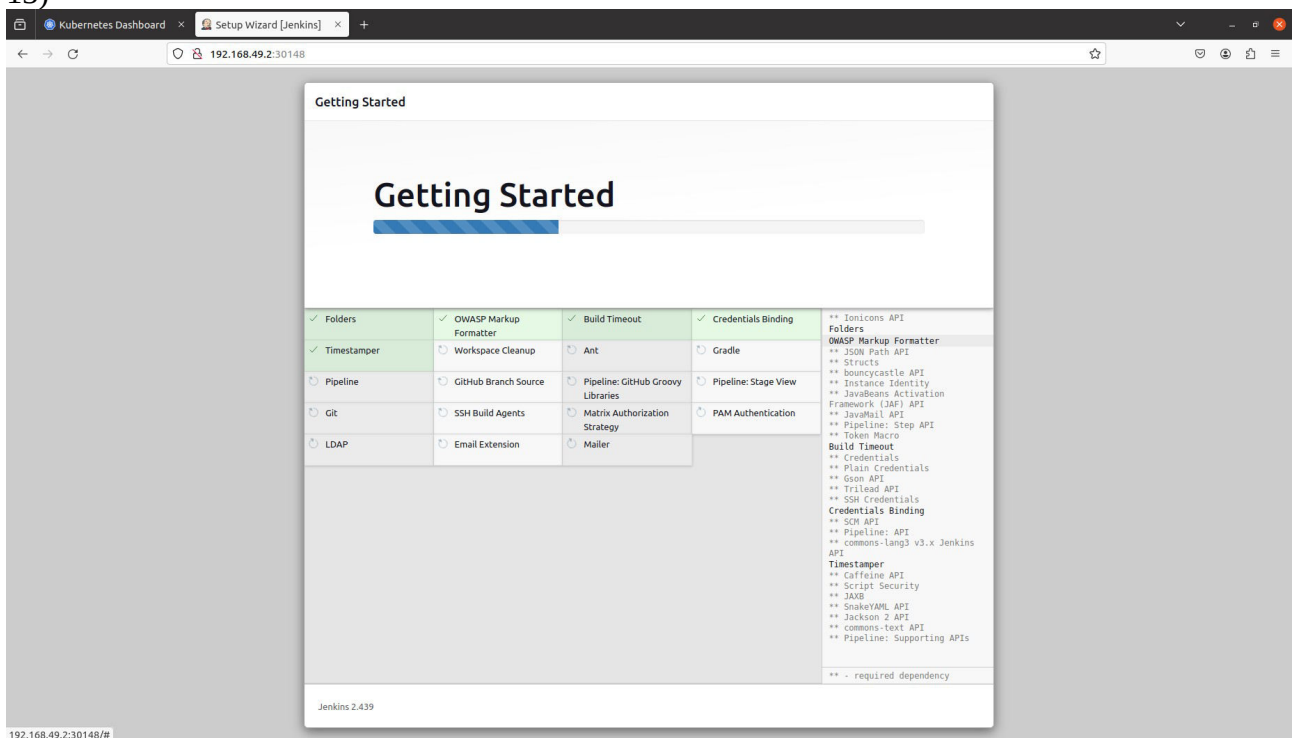 13)
Kubernetes Dashboard
Setup Wizard [Jenkins]
192.168.49.2:30148
Getting Started
Getting Started
Folders
OWASP Markup
Formatter
Build Timeout
Credentials Binding
Timestamper
Workspace Cleanup
Ant
Gradle
Pipeline
GitHub Branch Source
Pipeline: GitHub Groovy
Libraries
Pipeline: Stage View
Git
SSH Build Agents
Matrix Authorization
Strategy
PAM Authentication
LDAP
Email Extension
Mailer
** Ionicons API
Folders
OWASP Markup Formatter
** JSON Path API
** Structs
** bouncycastle API
** Instance Identity
** JavaBeans Activation
Framework (JAF) API
** JavaMail API
** Pipeline: Step API
** Token Macro
Build Timeout
** Credentials
** Plain Credentials
** Gson API
** Trilead API
** SSH Credentials
Credentials Binding
** SCM API
** Pipeline: API
** commons-lang3 v3.x Jenkins
API
Timestamper
** Caffeine API
** Script Security
** JAXB
** SnakeYAML API
** Jackson 2 API
** commons-text API
** Pipeline: Supporting APIs
** - required dependency
Jenkins 2.439
192.168.49.2:30148/#